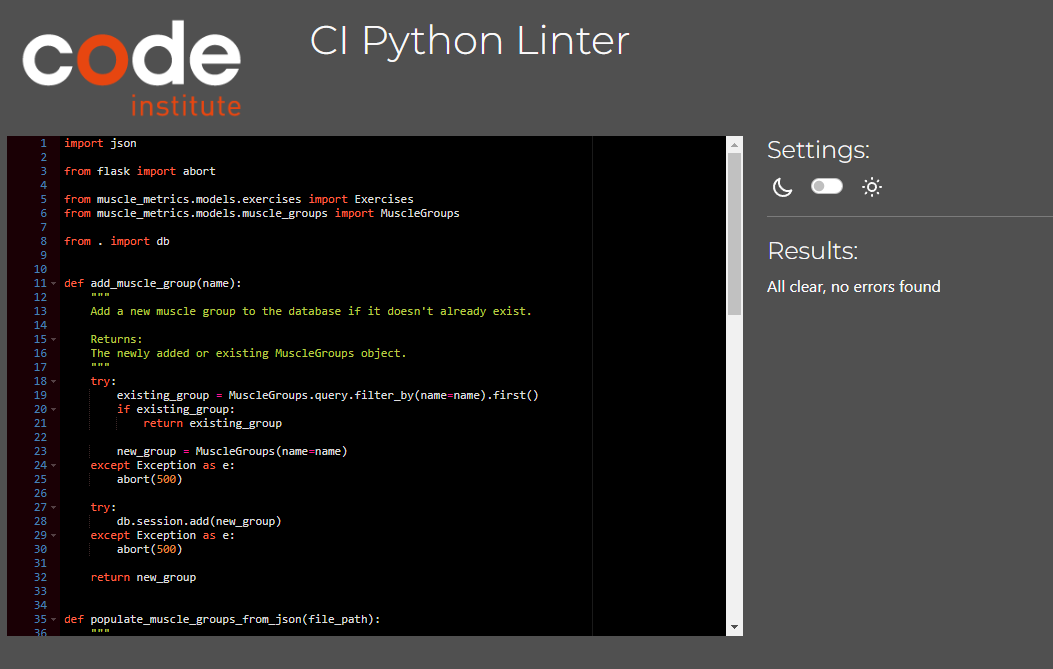 code
institute
CI Python Linter
1 import json
2
3 from flask import abort
4
5 from muscle_metrics.models.exercises import Exercises
6 from muscle_metrics.models.muscle_groups import MuscleGroups
7
8 from . import db
9
10
11 def add_muscle_group(name):
12     """
13     Add a new muscle group to the database if it doesn't already exist.
14
15     Returns:
16     The newly added or existing MuscleGroups object.
17     """
18     try:
19         existing_group = MuscleGroups.query.filter_by(name=name).first()
20         if existing_group:
21             return existing_group
22
23         new_group = MuscleGroups(name=name)
24     except Exception as e:
25         abort(500)
26
27     try:
28         db.session.add(new_group)
29     except Exception as e:
30         abort(500)
31
32     return new_group
33
34
35 def populate_muscle_groups_from_json(file_path):
36     """
Settings:
Results:
All clear, no errors found